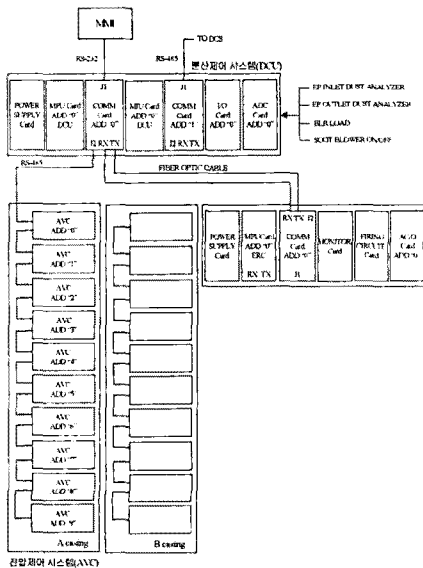 MMI
RS-232
TO DCS
RS-485
분산제어 시스템(DCU)
POWER
SUPPLY
Card
MPU Card
ADD "0"
DCU
J1
COMM
Card
ADD "0"
J2 RX TX
MPU Card
ADD "0"
DCU
J1
COMM
Card
ADD "1"
J2 RX TX
I/O
Card
ADD "0"
ADC
Card
ADD "0"
EP INLET DUST ANALYZER
EP OUTLET DUST ANALYZER
BLR LOAD
SOOT BLOWER ON/OFF
RS-485
FIBER OPTIC CABLE
POWER
SUPPLY
Card
MPU Card
ADD "0"
ERC
RX TX
RX TX J2
COMM
Card
ADD "0"
J1
MONITOR
Card
FIRING
CIRCUIT
Card
Card
AVC
ADD "0"
AVC
ADD "1"
AVC
ADD "2"
AVC
ADD "3"
AVC
ADD "4"
AVC
ADD "5"
AVC
ADD "6"
AVC
ADD "7"
AVC
ADD "8"
AVC
ADD "9"
A casing
B casing
전압제어 시스템(AVC)